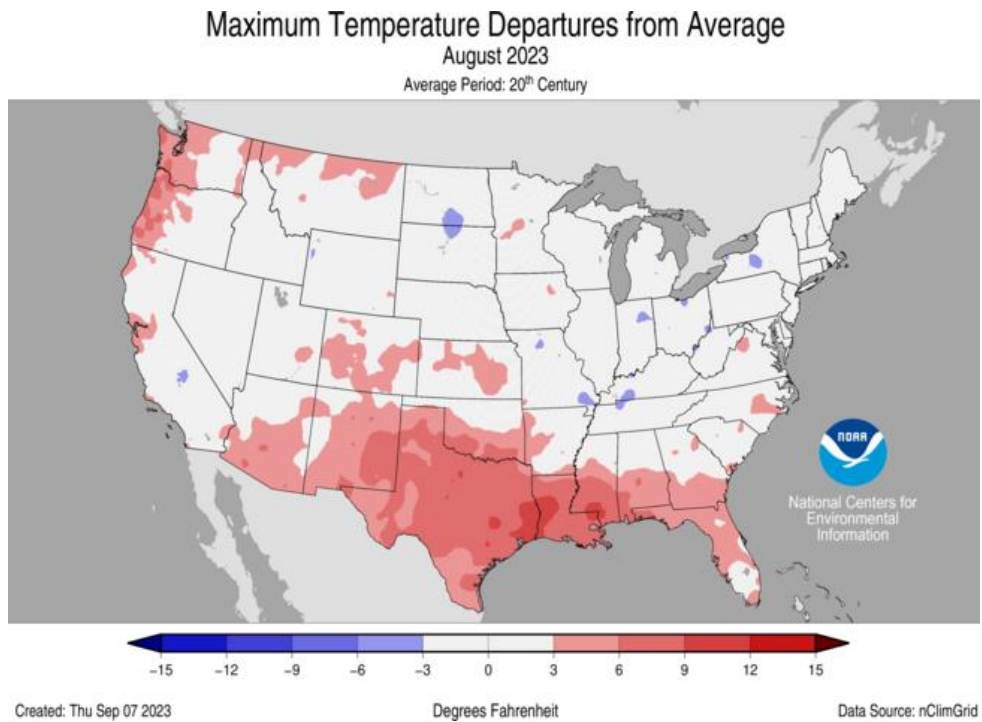 Maximum Temperature Departures from Average
August 2023
Average Period: 20th Century
NOAA
National Centers for
Environmental
Information
−15 −12 −9 −6 −3 0 3 6 9 12 15
Created: Thu Sep 07 2023 Degrees Fahrenheit Data Source: nClimGrid